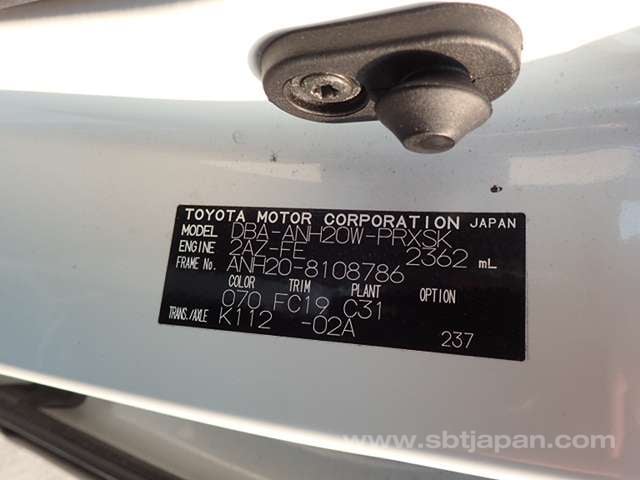 TOYOTA MOTOR CORPORATION JAPAN
MODEL DBA-ANH20W-PRXSK
ENGINE 2AZ-FE 2362 mL
FRAME No. ANH20-8108786
COLOR TRIM PLANT OPTION
070 FC19 C31
TRANS./AXLE K112 -02A
237
www.sbtjapan.com